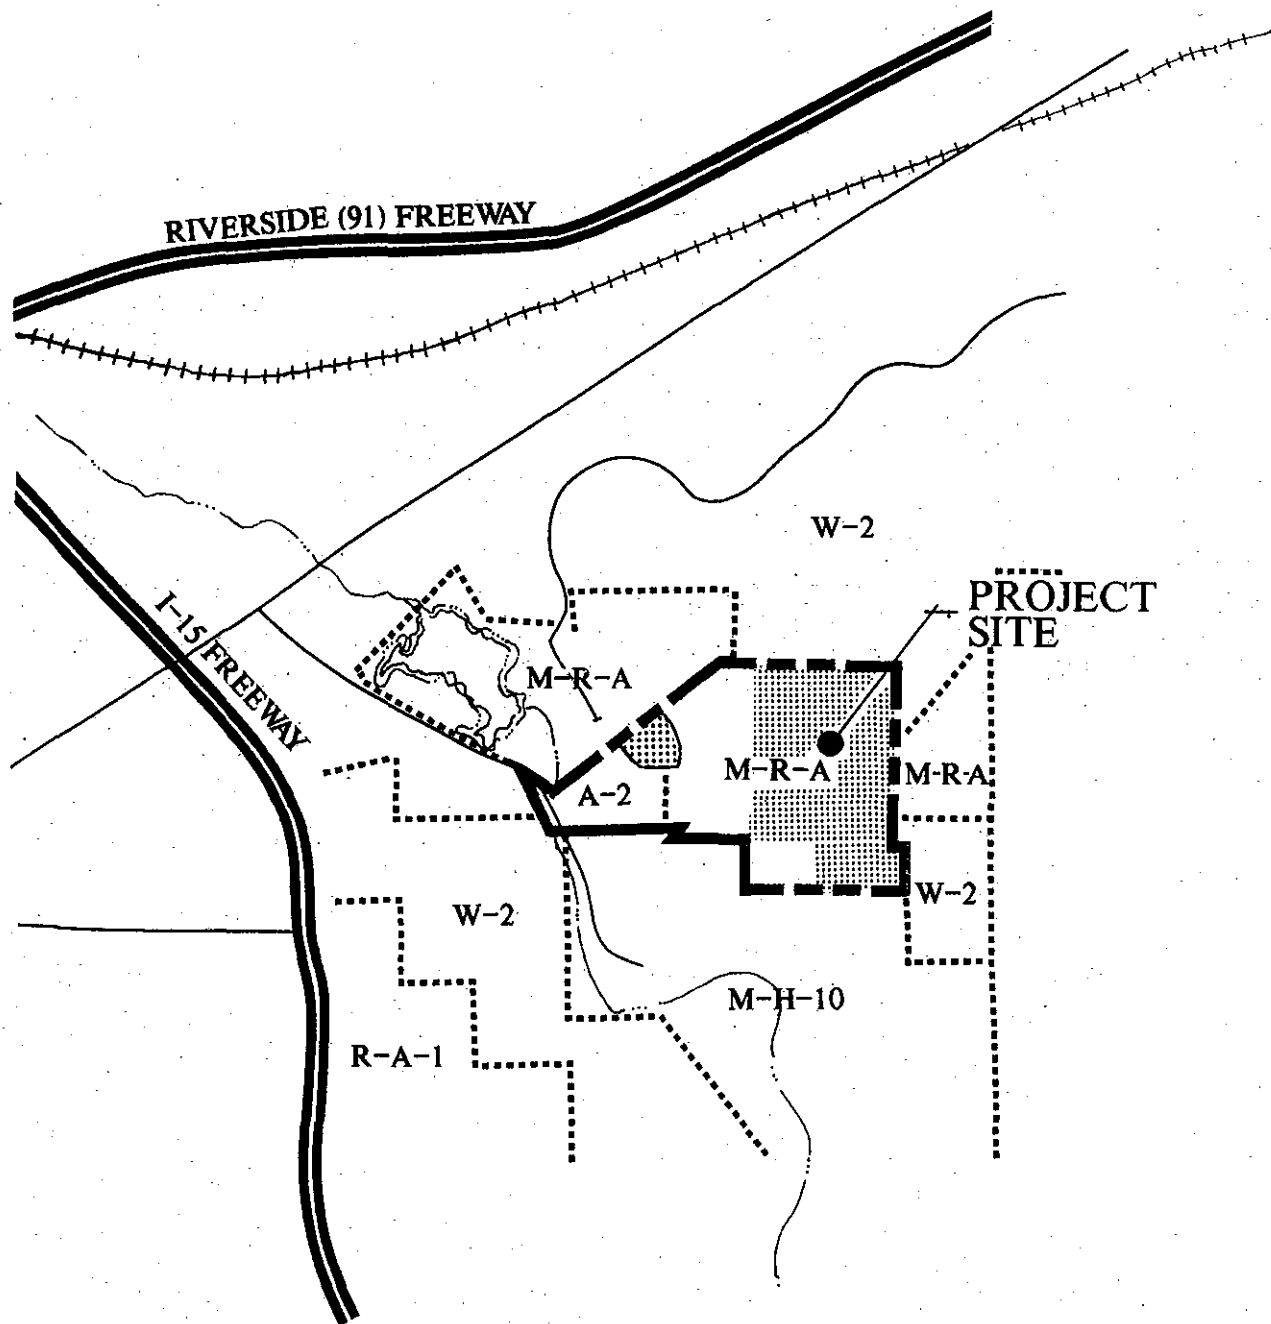 RIVERSIDE (91) FREEWAY
W-2
PROJECT
SITE
I-15 FREEWAY
M-R-A
M-R-A
M-R-A
A-2
W-2
W-2
M-H-10
R-A-1